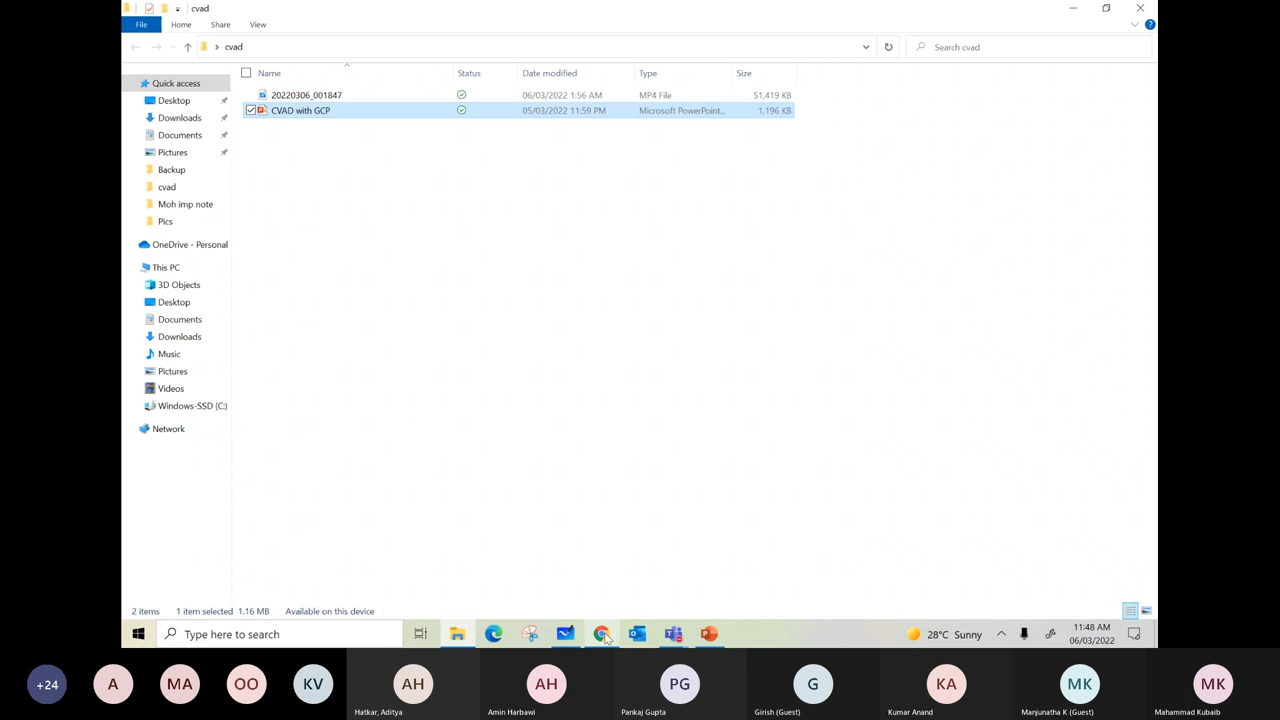 cvad
File Home Share View
cvad
Search cvad
Name Status Date modified Type Size
20220306_001847 06/03/2022 1:56 AM MP4 File 51,419 KB
CVAD with GCP 05/03/2022 11:59 PM Microsoft PowerPoint... 1,196 KB
Quick access
Desktop
Downloads
Documents
Pictures
Backup
cvad
Moh imp note
Pics
OneDrive - Personal
This PC
3D Objects
Desktop
Documents
Downloads
Music
Pictures
Videos
Windows-SSD (C:)
Network
2 items 1 item selected 1.16 MB Available on this device
Type here to search
28°C Sunny
11:48 AM
06/03/2022
+24 A MA OO KV AH AH PG G KA MK MK
Hatkar, Aditya Amin Harbawi Pankaj Gupta Girish (Guest) Kumar Anand Manjunatha K (Guest) Mahammad Kubaib